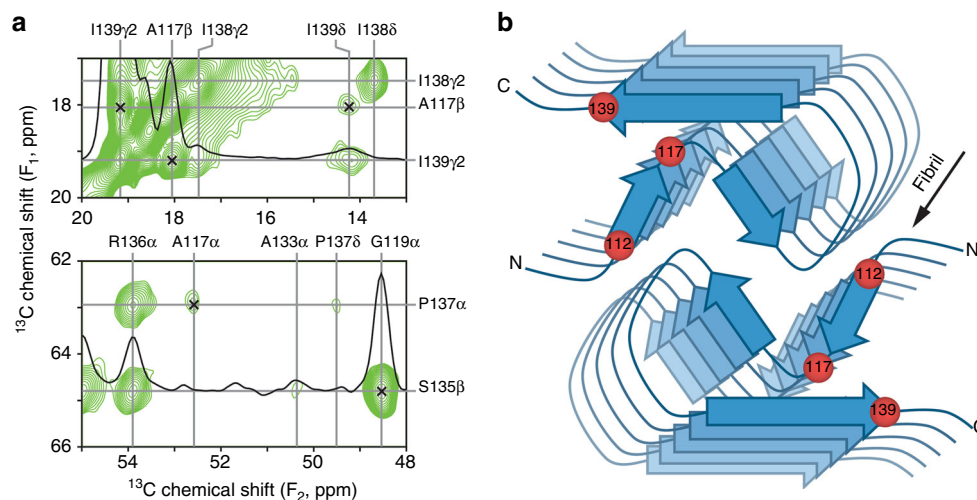 a
I139γ2 A117β I138γ2 I139δ I138δ
I138γ2
18 A117β
I139γ2
20
20 18 16 14
R136α A117α A133α P137δ G119α
62
P137α
64
S135β
66
54 52 50 48
13C chemical shift (F1, ppm)
13C chemical shift (F2, ppm)
b
C
139
117
Fibril
N 112
N
112
117
139
C